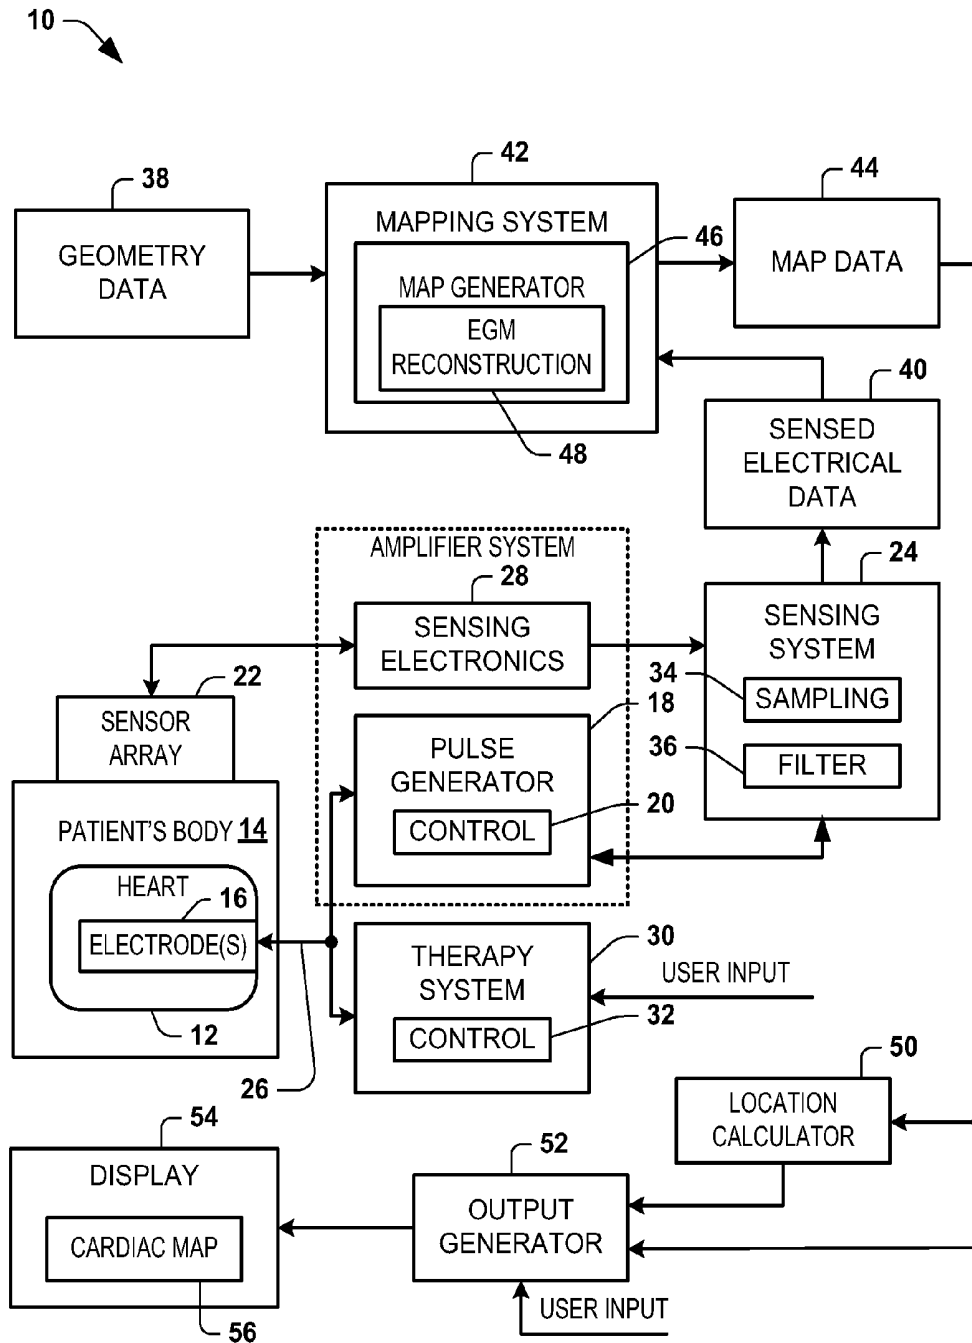 10
38
GEOMETRY
DATA
42
MAPPING SYSTEM
46
MAP GENERATOR
EGM
RECONSTRUCTION
48
44
MAP DATA
40
SENSED
ELECTRICAL
DATA
AMPLIFIER SYSTEM
28
SENSING
ELECTRONICS
24
SENSING
SYSTEM
34
SAMPLING
36
FILTER
22
SENSOR
ARRAY
18
PULSE
GENERATOR
20
CONTROL
PATIENT'S BODY 14
HEART
16
ELECTRODE(S)
12
26
30
THERAPY
SYSTEM
32
CONTROL
USER INPUT
50
LOCATION
CALCULATOR
54
DISPLAY
CARDIAC MAP
56
52
OUTPUT
GENERATOR
USER INPUT